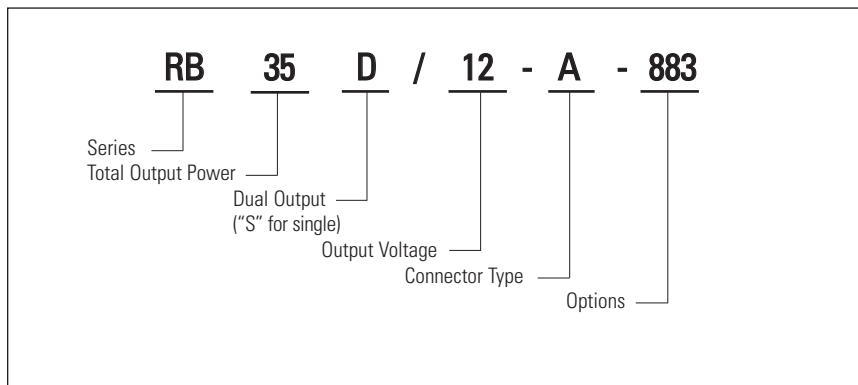 RB 35 D / 12 - A - 883
Series
Total Output Power
Dual Output
(“S” for single)
Output Voltage
Connector Type
Options